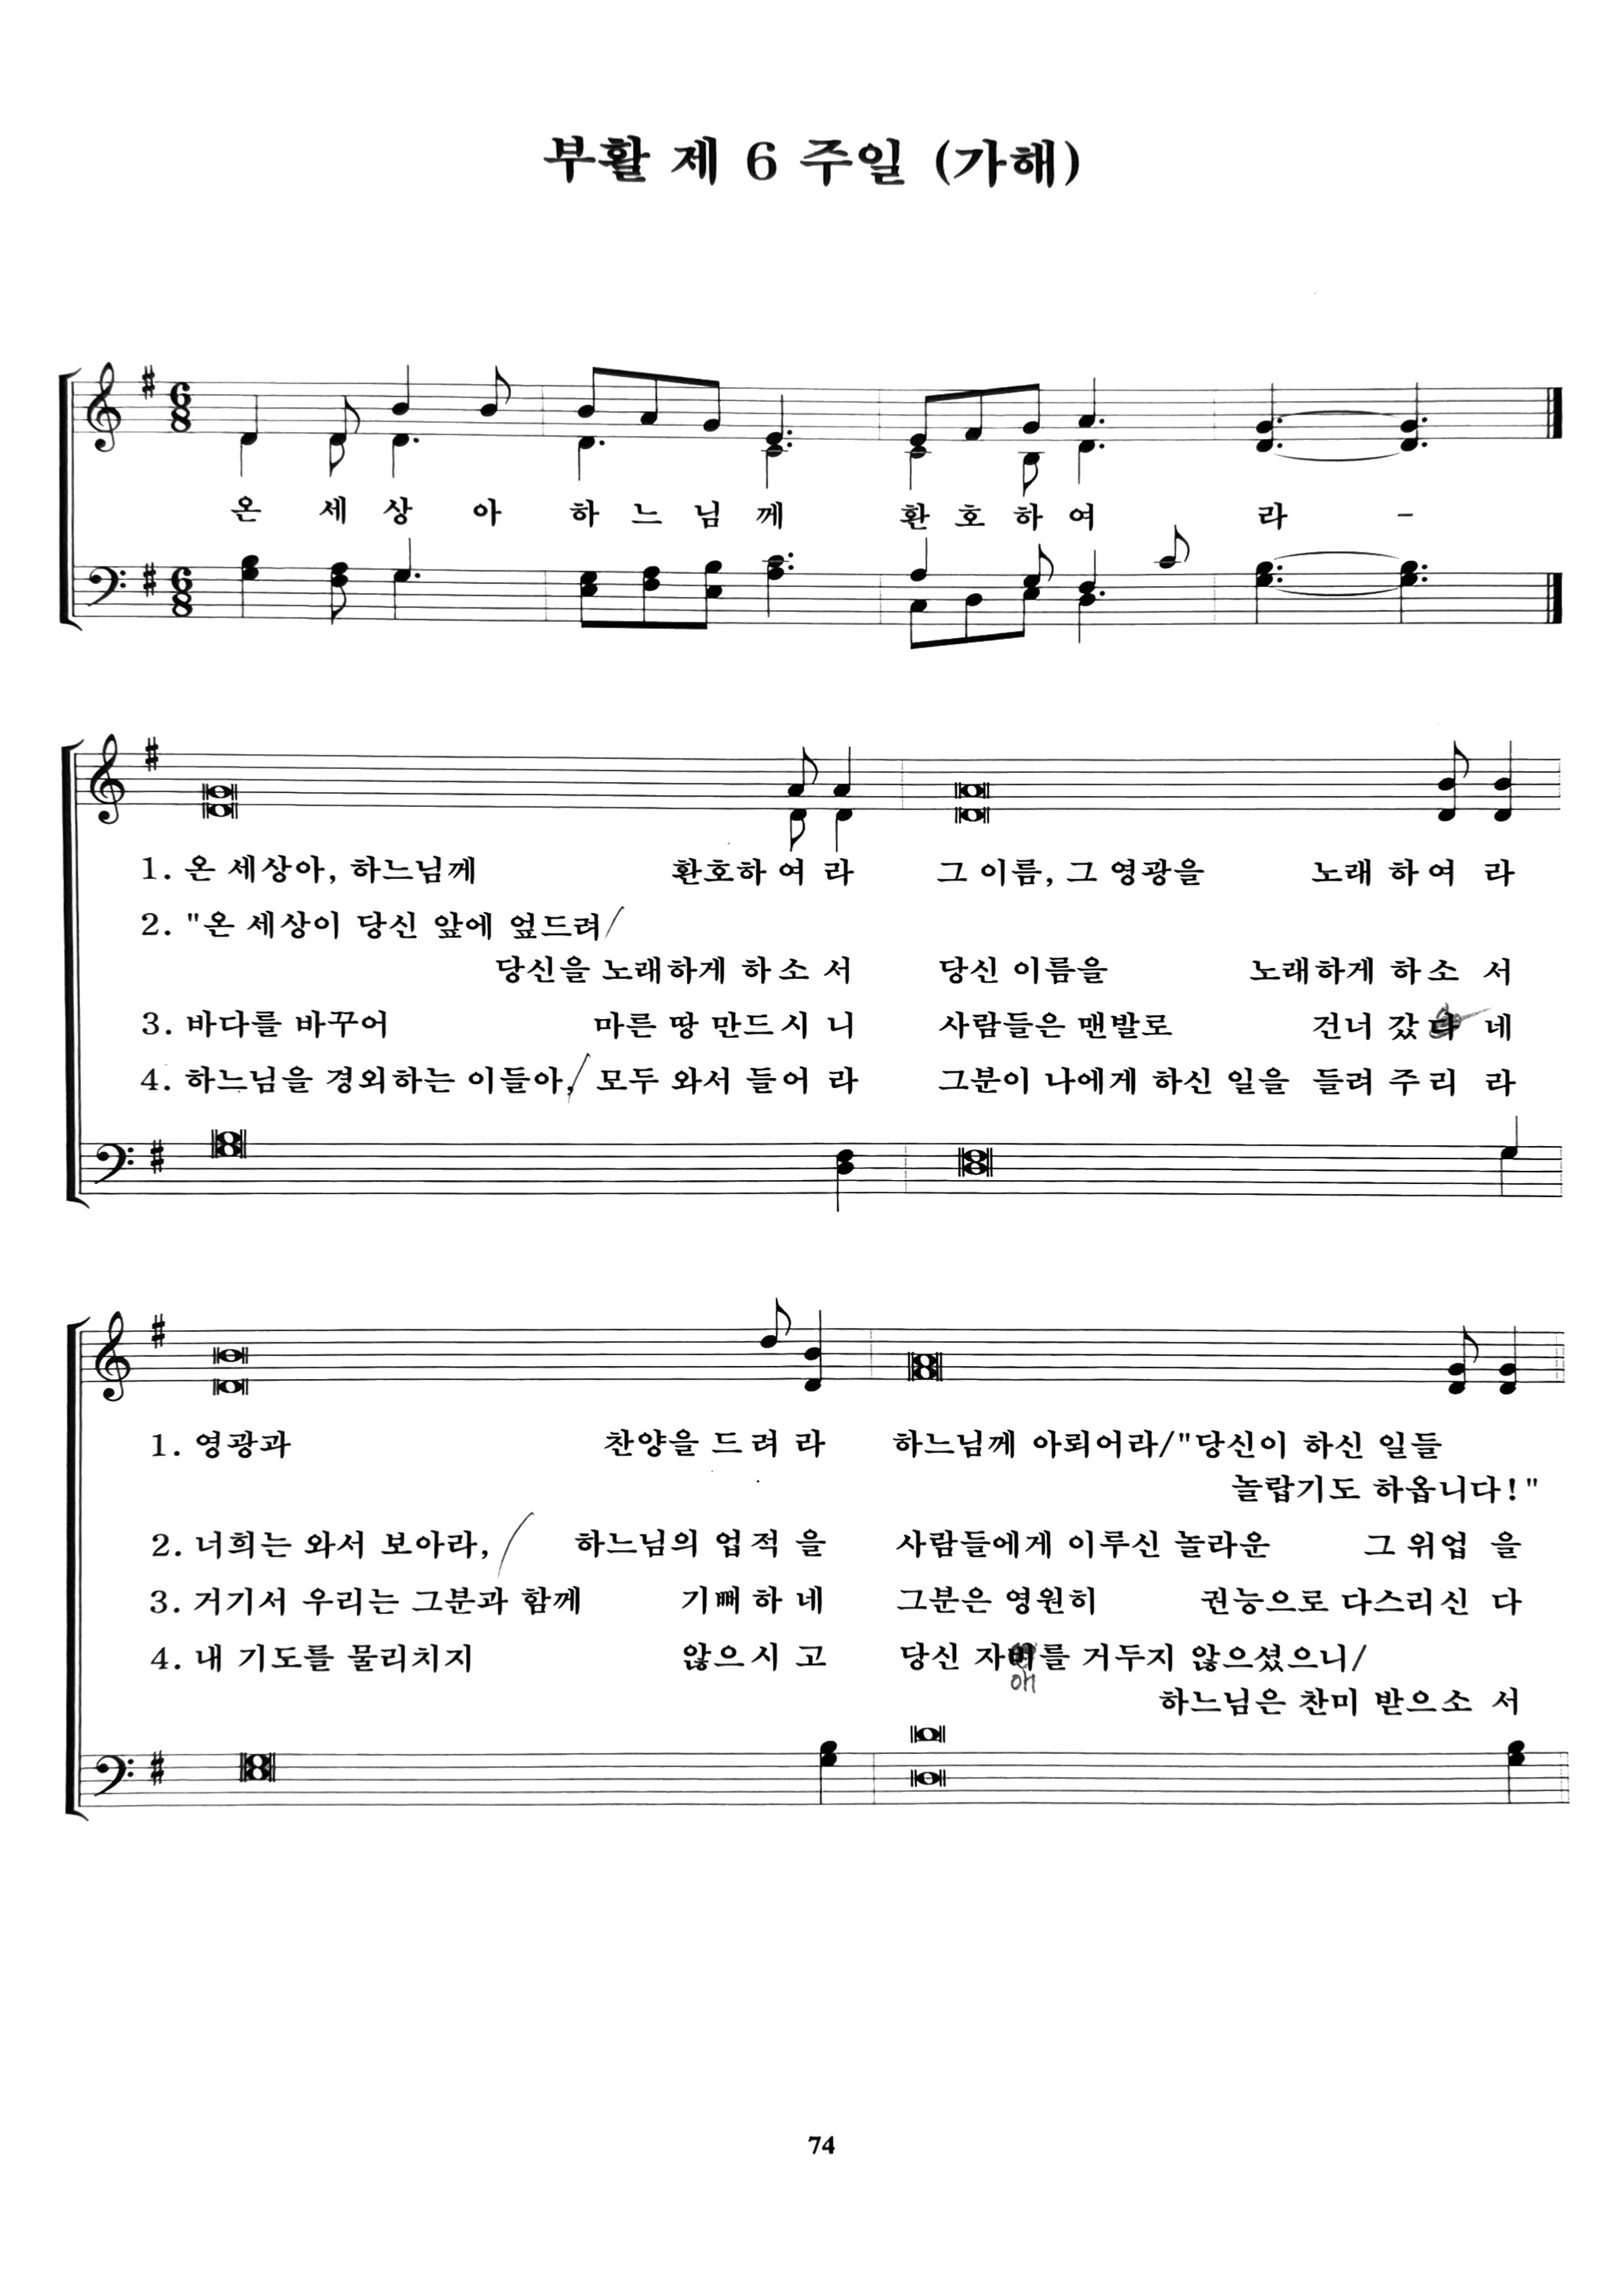 부활 제 6 주일 (가해)
온 세 상 아 하 느 님 께 환 호 하 여 라 -
1. 온 세상아, 하느님께 환호하 여 라 그 이름, 그 영광을 노래 하 여 라
2. "온 세상이 당신 앞에 엎드려/
당신을 노래하게 하 소 서 당신 이름을 노래하게 하 소 서
3. 바다를 바꾸어 마른 땅 만드 시 니 사람들은 맨발로 건너 갔 네
4. 하느님을 경외하는 이들아,/ 모두 와서 들 어 라 그분이 나에게 하신 일을 들려 주 리 라
1. 영광과 찬양을 드 려 라 하느님께 아뢰어라/"당신이 하신 일들
놀랍기도 하옵니다!"
2. 너희는 와서 보아라, / 하느님의 업 적 을 사람들에게 이루신 놀라운 그 위업 을
3. 거기서 우리는 그분과 함께 기뻐 하 네 그분은 영원히 권능으로 다스리 신 다
4. 내 기도를 물리치지 않으 시 고 당신 자를 거두지 않으셨으니/
애
하느님은 찬미 받으 소 서
74